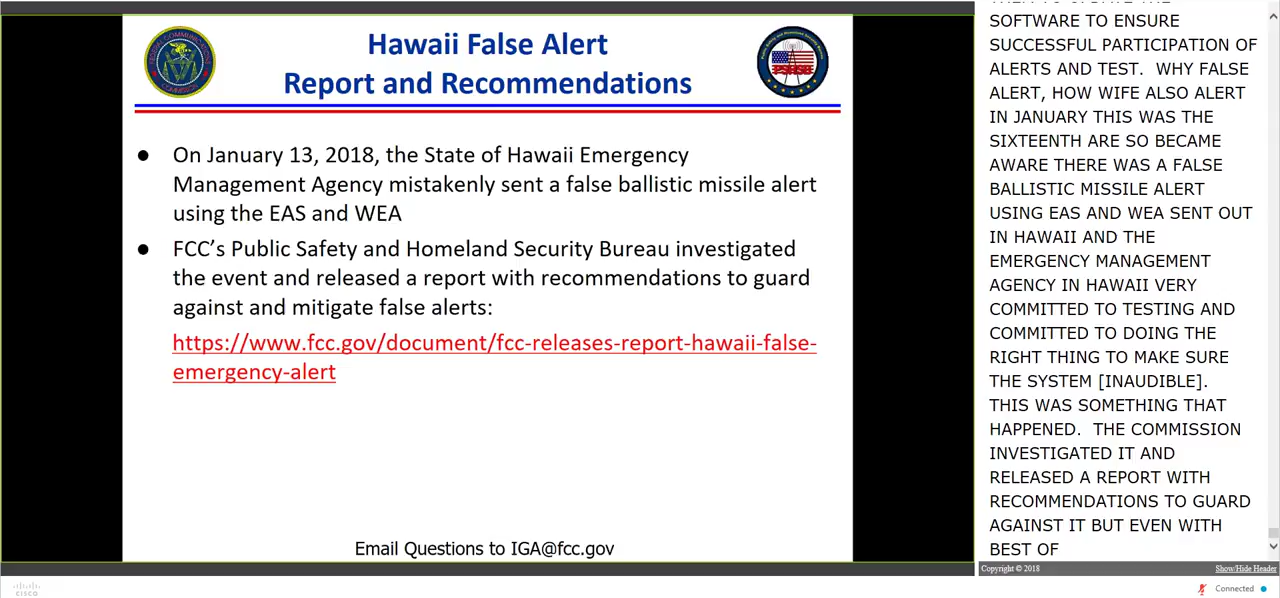 Hawaii False Alert
Report and Recommendations
● On January 13, 2018, the State of Hawaii Emergency
Management Agency mistakenly sent a false ballistic missile alert
using the EAS and WEA
● FCC’s Public Safety and Homeland Security Bureau investigated
the event and released a report with recommendations to guard
against and mitigate false alerts:
https://www.fcc.gov/document/fcc-releases-report-hawaii-false-
emergency-alert
Email Questions to IGA@fcc.gov
SOFTWARE TO ENSURE
SUCCESSFUL PARTICIPATION OF
ALERTS AND TEST.  WHY FALSE
ALERT, HOW WIFE ALSO ALERT
IN JANUARY THIS WAS THE
SIXTEENTH ARE SO BECAME
AWARE THERE WAS A FALSE
BALLISTIC MISSILE ALERT
USING EAS AND WEA SENT OUT
IN HAWAII AND THE
EMERGENCY MANAGEMENT
AGENCY IN HAWAII VERY
COMMITTED TO TESTING AND
COMMITTED TO DOING THE
RIGHT THING TO MAKE SURE
THE SYSTEM [INAUDIBLE].
THIS WAS SOMETHING THAT
HAPPENED.  THE COMMISSION
INVESTIGATED IT AND
RELEASED A REPORT WITH
RECOMMENDATIONS TO GUARD
AGAINST IT BUT EVEN WITH
BEST OF
Copyright © 2018 Show/Hide Header
cisco
Connected